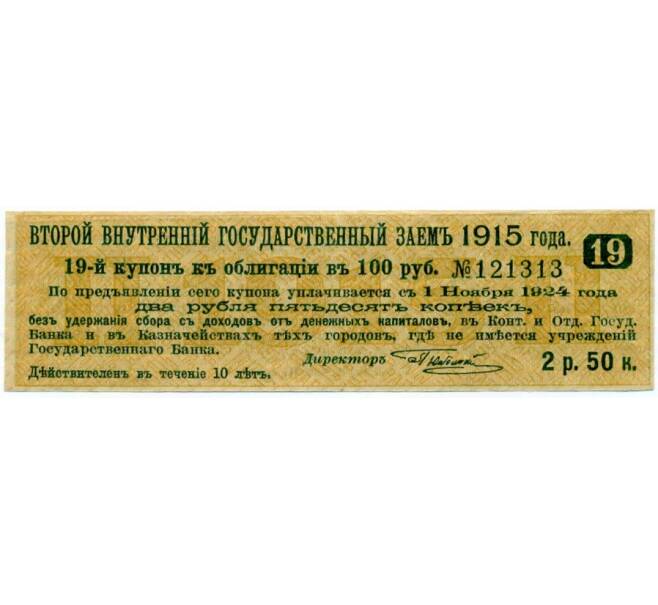 ВТОРОЙ ВНУТРЕННІЙ ГОСУДАРСТВЕННЫЙ ЗАЕМЪ 1915 года. 19
19-й купонъ къ облигаціи въ 100 руб. №121313
По предъявленіи сего купона уплачивается съ 1 Ноября 1924 года
два рубля пятьдесятъ копѣекъ,
безъ удержанія сбора съ доходовъ отъ денежныхъ капиталовъ, въ Конт. и Отд. Госуд.
Банка и въ Казначействахъ тѣхъ городовъ, гдѣ не имѣется учрежденій
Государственнаго Банка.
Директоръ
Дѣйствителенъ въ теченіе 10 лѣтъ.
2 р. 50 к.